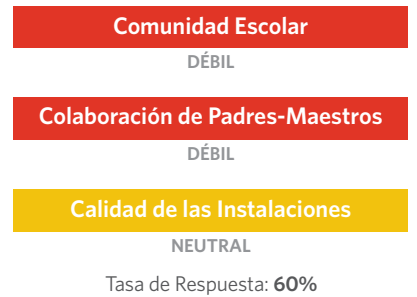 Comunidad Escolar
DÉBIL
Colaboración de Padres-Maestros
DÉBIL
Calidad de las Instalaciones
NEUTRAL
Tasa de Respuesta: 60%